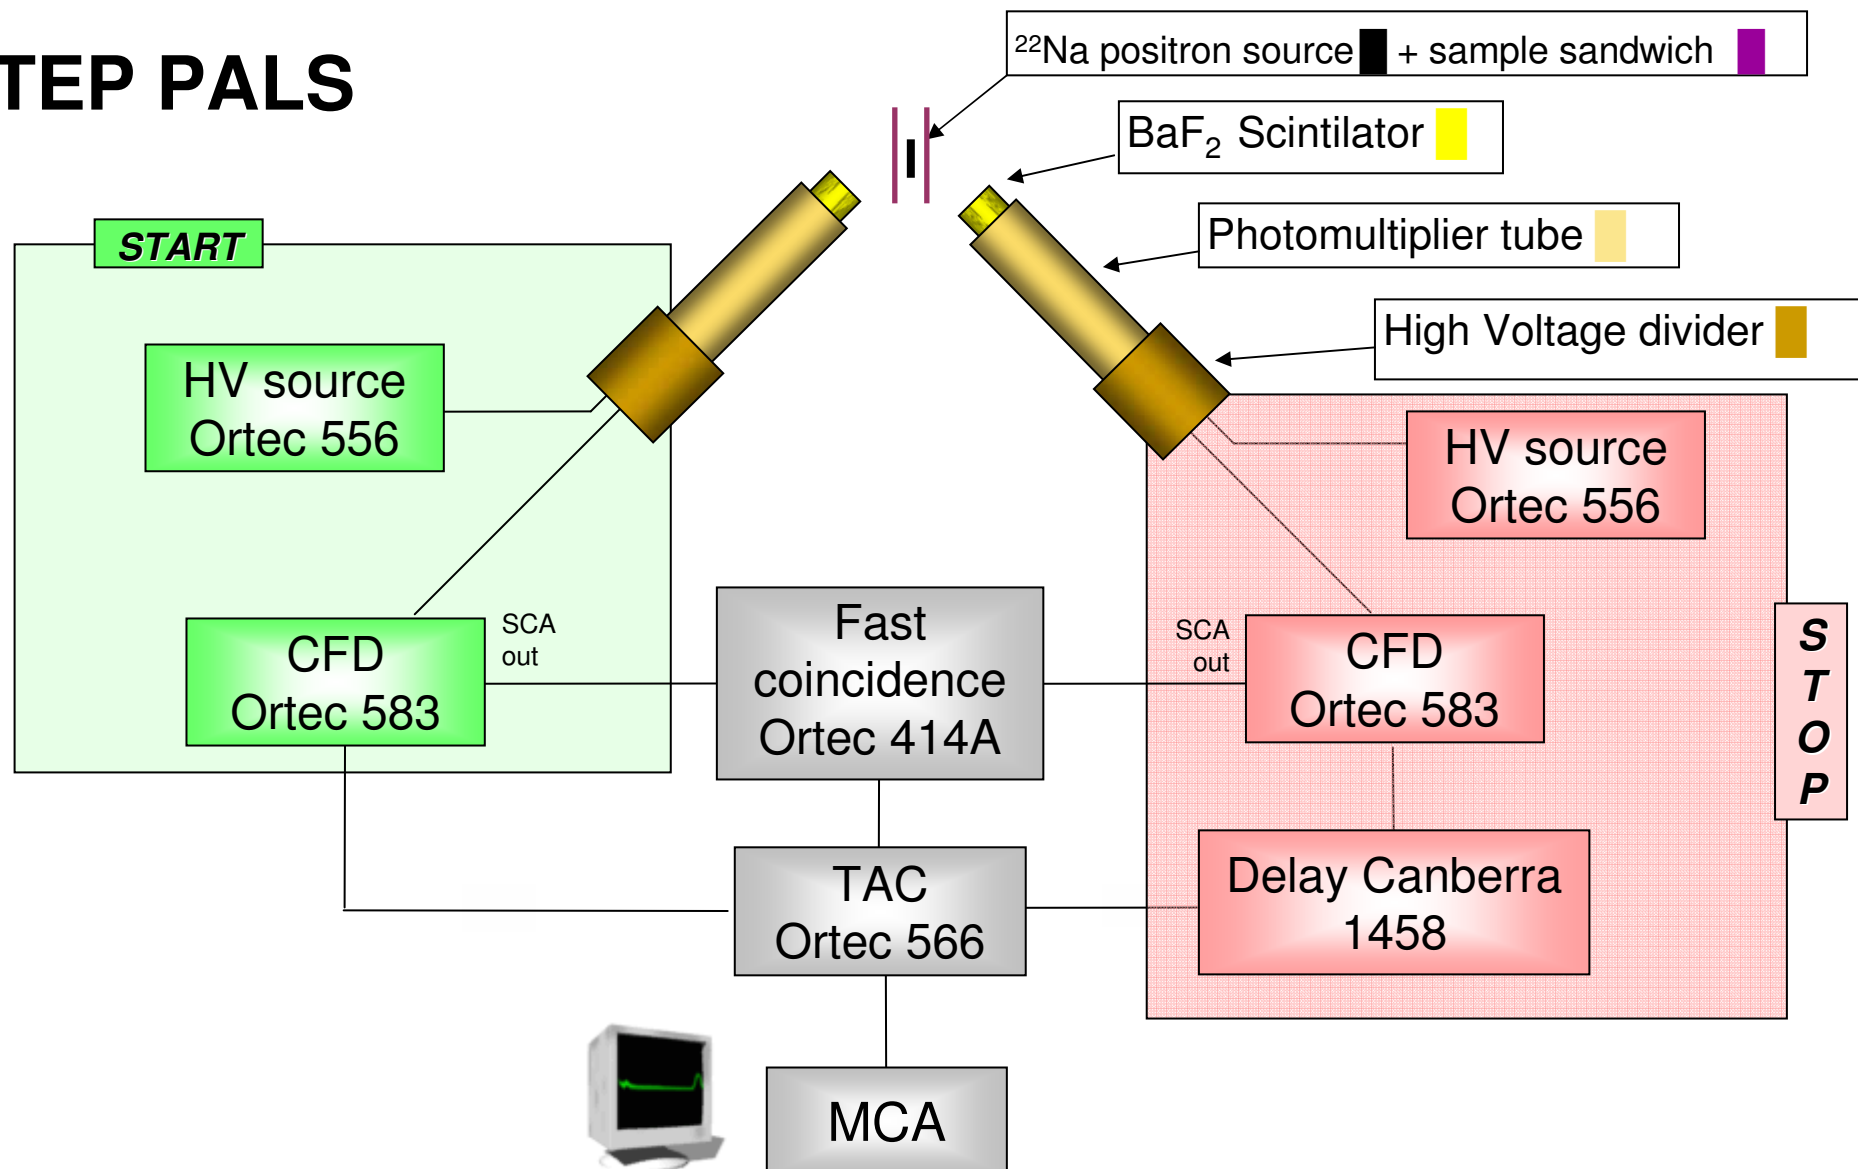 TEP PALS
²²Na positron source + sample sandwich
BaF₂ Scintilator
Photomultiplier tube
High Voltage divider
START
HV source
Ortec 556
HV source
Ortec 556
SCA
out
CFD
Ortec 583
Fast
coincidence
Ortec 414A
SCA
out
CFD
Ortec 583
S
T
O
P
TAC
Ortec 566
Delay Canberra
1458
MCA